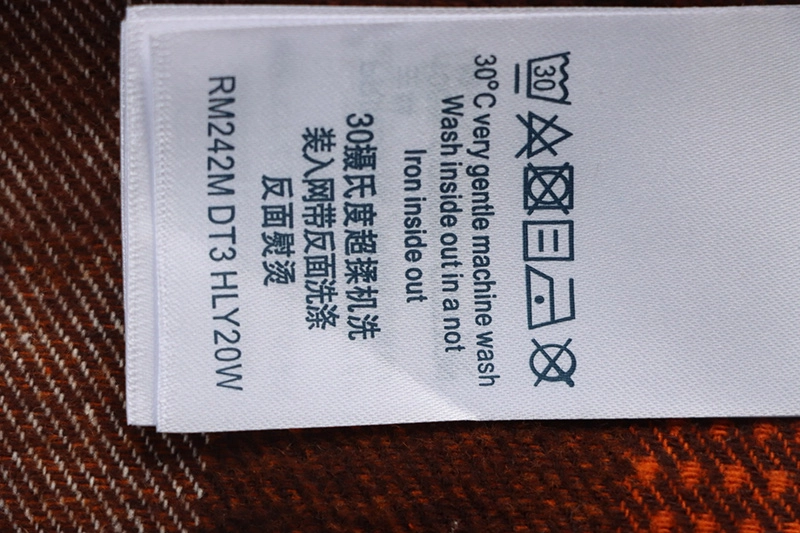 30
30°C very gentle machine wash
Wash inside out in a not
Iron inside out
30摄氏度超揉机洗
装入网带反面洗涤
反面熨烫
RM242M DT3 HLY20W